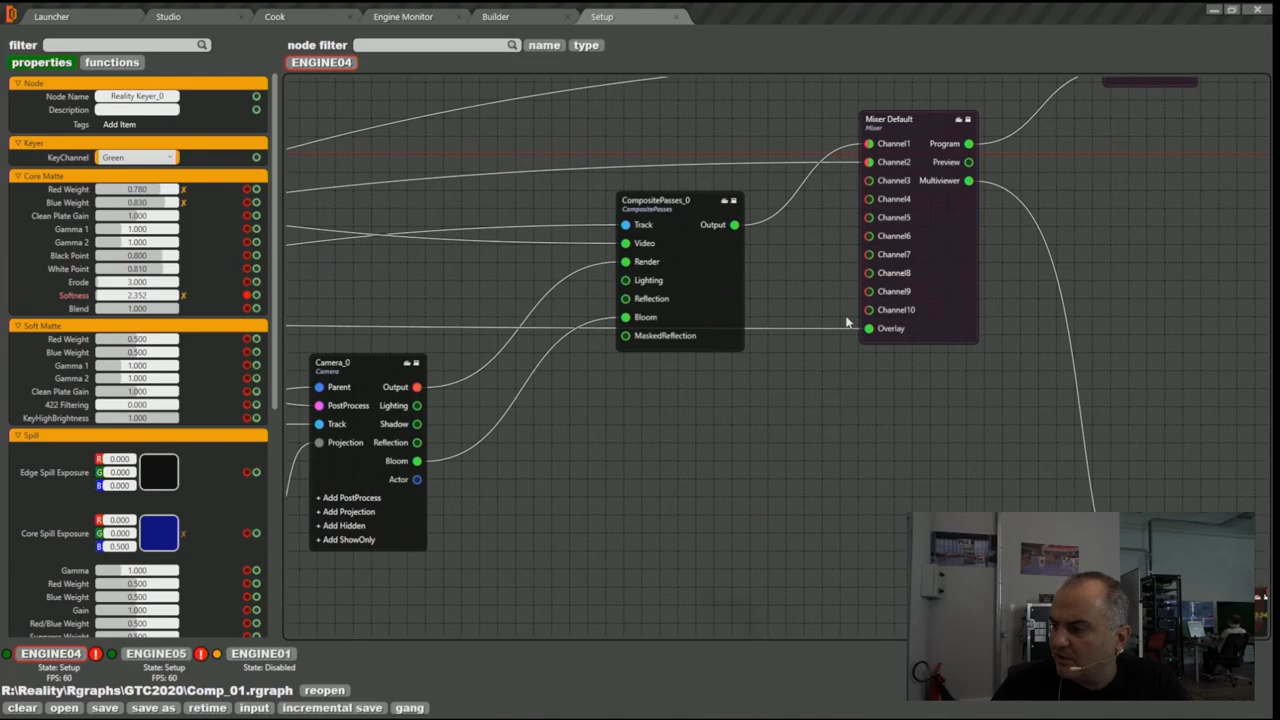 Launcher Studio Cook Engine Monitor Builder Setup
filter node filter name type
properties functions ENGINE04
Node
Node Name Reality Keyer_0
Description
Tags Add Item
Keyer
KeyChannel Green
Core Matte
Red Weight 0.780
Blue Weight 0.830
Clean Plate Gain 1.000
Gamma 1 1.000
Gamma 2 1.000
Black Point 0.800
White Point 0.810
Erode 3.000
Softness 2.352
Blend 1.000
Soft Matte
Red Weight 0.500
Blue Weight 0.500
Gamma 1 1.000
Gamma 2 1.000
Clean Plate Gain 1.000
422 Filtering 0.000
KeyHighBrightness 1.000
Spill
R 0.000
Edge Spill Exposure G 0.000
B 0.000
R 0.000
Core Spill Exposure G 0.000
B 0.500
Gamma 1.000
Red Weight 0.500
Blue Weight 0.500
Gain 1.000
Red/Blue Weight 0.500
Camera_0
Camera
Parent Output
PostProcess Lighting
Track Shadow
Projection Reflection
Bloom
Actor
+ Add PostProcess
+ Add Projection
+ Add Hidden
+ Add ShowOnly
CompositePasses_0
CompositePasses
Track Output
Video
Render
Lighting
Reflection
Bloom
MaskedReflection
Mixer Default
Mixer
Channel1 Program
Channel2 Preview
Channel3 Multiviewer
Channel4
Channel5
Channel6
Channel7
Channel8
Channel9
Channel10
Overlay
ENGINE04 ! ENGINE05 ! ENGINE01
State: Setup State: Setup State: Disabled
FPS: 60 FPS: 60
R:\Reality\Rgraphs\GTC2020\Comp_01.rgraph reopen
clear open save save as retime input incremental save gang